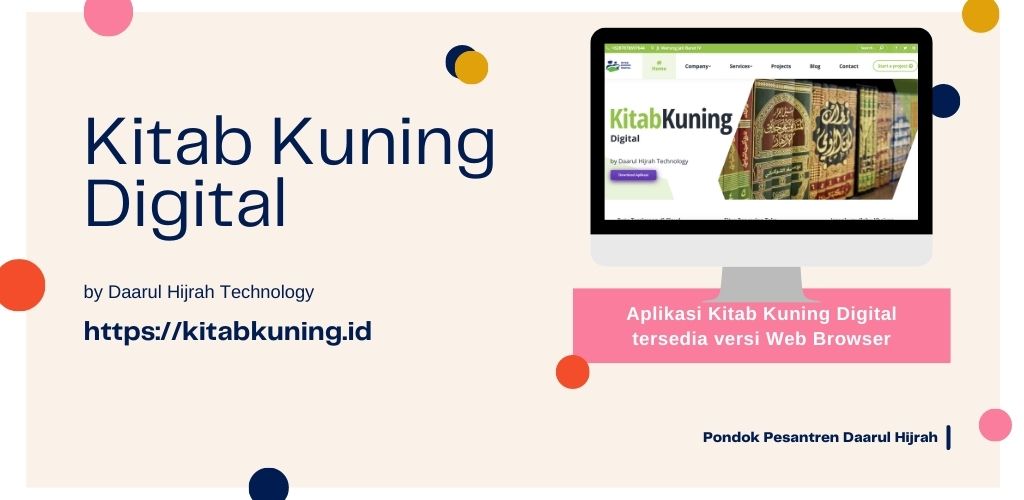 Kitab Kuning
Digital
by Daarul Hijrah Technology
https://kitabkuning.id
Home
Company
Services
Projects
Blog
Contact
Start a project
KitabKuning
Digital
by Daarul Hijrah Technology
Download Aplikasi
Aplikasi Kitab Kuning Digital
tersedia versi Web Browser
Pondok Pesantren Daarul Hijrah